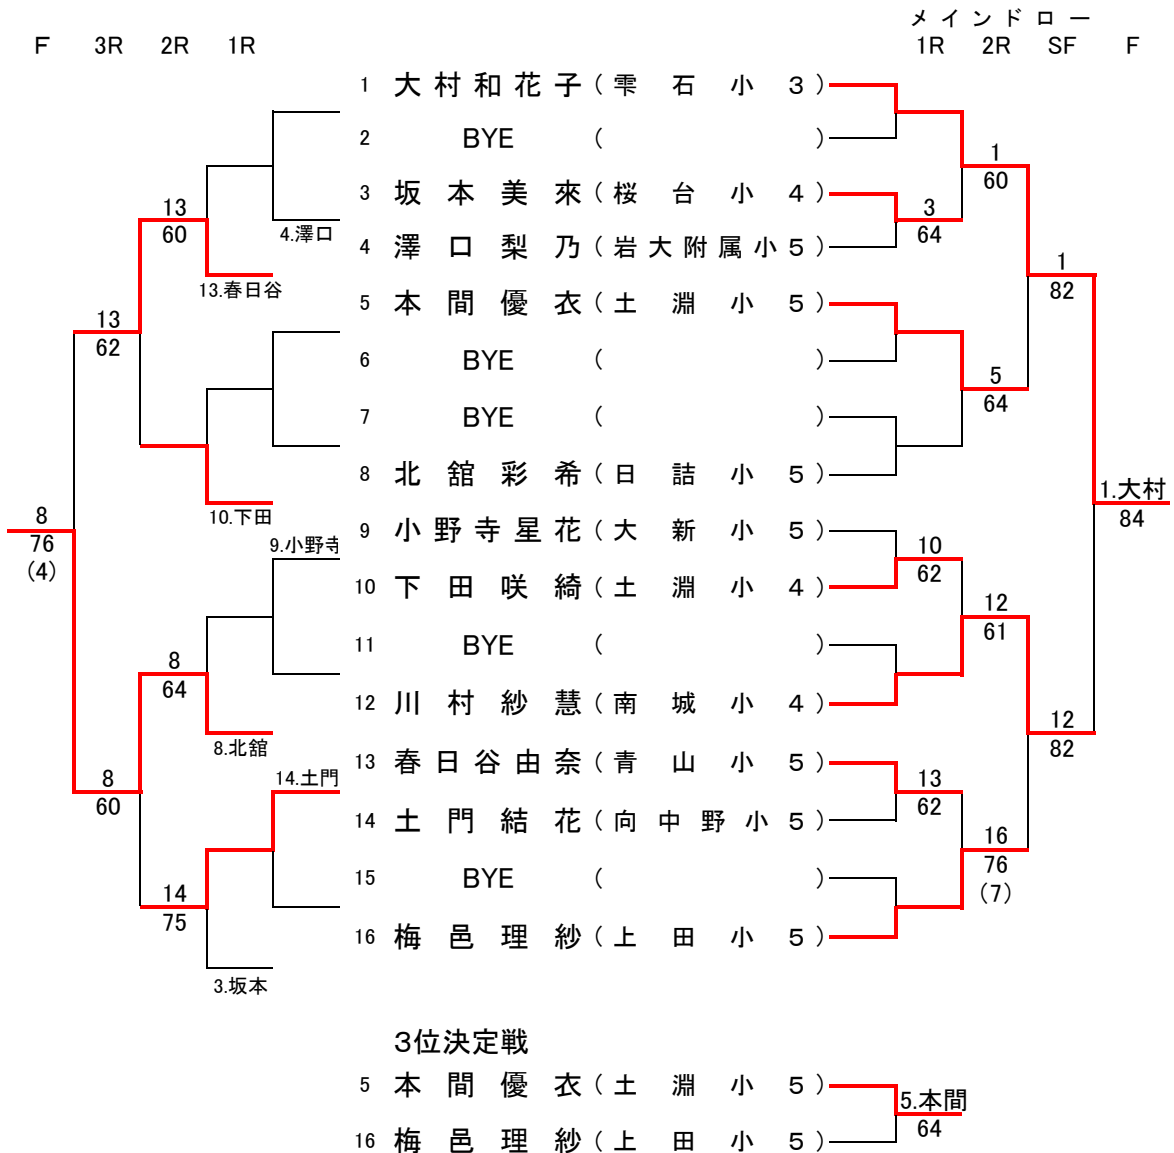 メインドロー
F 3R 2R 1R 1R 2R SF F
1 大村和花子 (雫石小 3)
2 BYE ( )
1
60
3 坂本美來 (桜台小 4)
13
60
4.澤口
3
64
4 澤口梨乃 (岩大附属小 5)
1
82
13.春日谷
5 本間優衣 (土淵小 5)
13
62
6 BYE ( )
5
64
7 BYE ( )
8 北舘彩希 (日詰小 5)
1.大村
84
10.下田
8
76
(4)
9 小野寺星花 (大新小 5)
9.小野寺
10
62
10 下田咲綺 (土淵小 4)
12
61
11 BYE ( )
8
64
12 川村紗慧 (南城小 4)
12
82
8.北舘
13 春日谷由奈 (青山小 5)
14.土門
8
60
13
62
14 土門結花 (向中野小 5)
16
76
(7)
15 BYE ( )
14
75
16 梅邑理紗 (上田小 5)
3.坂本
3位決定戦
5 本間優衣 (土淵小 5)
5.本間
64
16 梅邑理紗 (上田小 5)